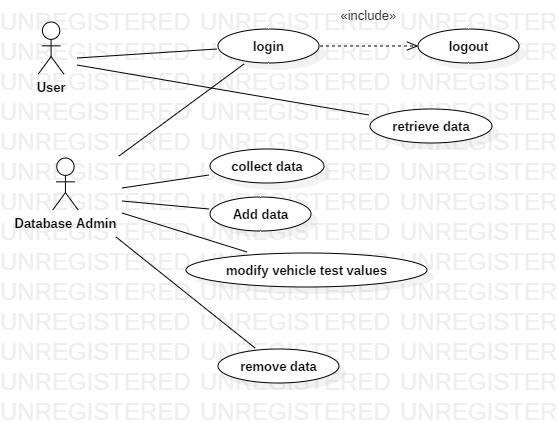 «include»
login
logout
User
retrieve data
collect data
Database Admin
Add data
modify vehicle test values
remove data
UNREGISTERED UNREGISTERED UNREGISTERED